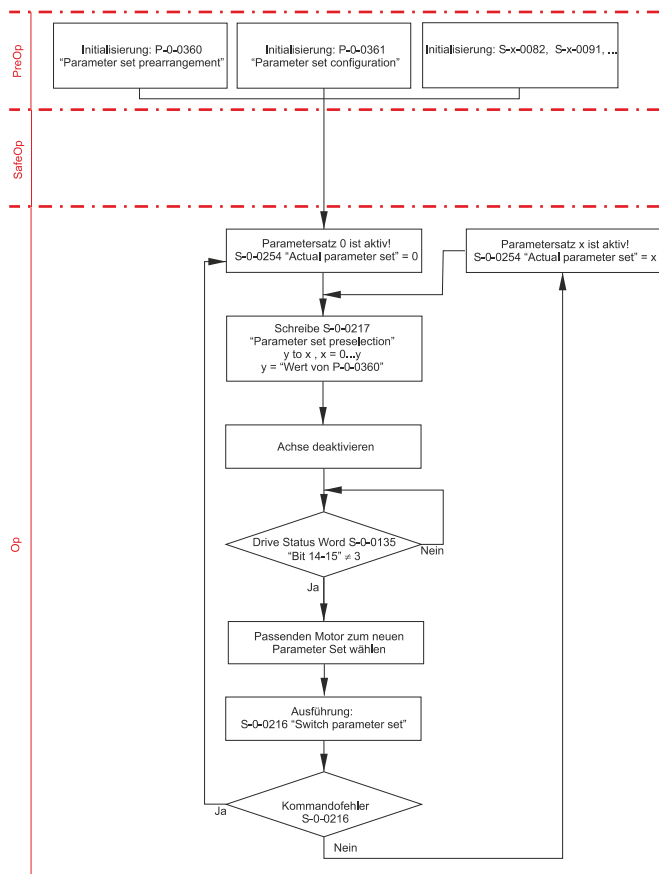 PreOp
Initialisierung: P-0-0360
“Parameter set prearrangement”
Initialisierung: P-0-0361
“Parameter set configuration”
Initialisierung: S-x-0082, S-x-0091, ...
SafeOp
Op
Parametersatz 0 ist aktiv!
S-0-0254 “Actual parameter set” = 0
Parametersatz x ist aktiv!
S-0-0254 “Actual parameter set” = x
Schreibe S-0-0217
“Parameter set preselection”
y to x , x = 0...y
y = “Wert von P-0-0360”
Achse deaktivieren
Drive Status Word S-0-0135
“Bit 14-15” ≠ 3
Nein
Ja
Passenden Motor zum neuen
Parameter Set wählen
Ausführung:
S-0-0216 “Switch parameter set”
Kommandofehler
S-0-0216
Ja
Nein